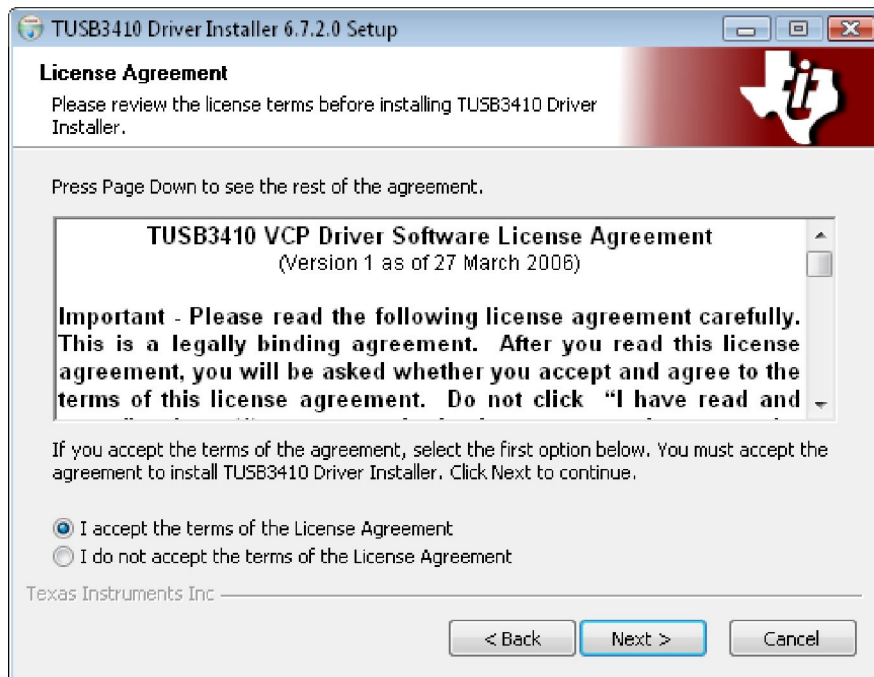 TUSB3410 Driver Installer 6.7.2.0 Setup
License Agreement
Please review the license terms before installing TUSB3410 Driver
Installer.
Press Page Down to see the rest of the agreement.
TUSB3410 VCP Driver Software License Agreement
(Version 1 as of 27 March 2006)
Important - Please read the following license agreement carefully.
This is a legally binding agreement. After you read this license
agreement, you will be asked whether you accept and agree to the
terms of this license agreement. Do not click “I have read and
If you accept the terms of the agreement, select the first option below. You must accept the
agreement to install TUSB3410 Driver Installer. Click Next to continue.
I accept the terms of the License Agreement
I do not accept the terms of the License Agreement
Texas Instruments Inc
< Back Next > Cancel